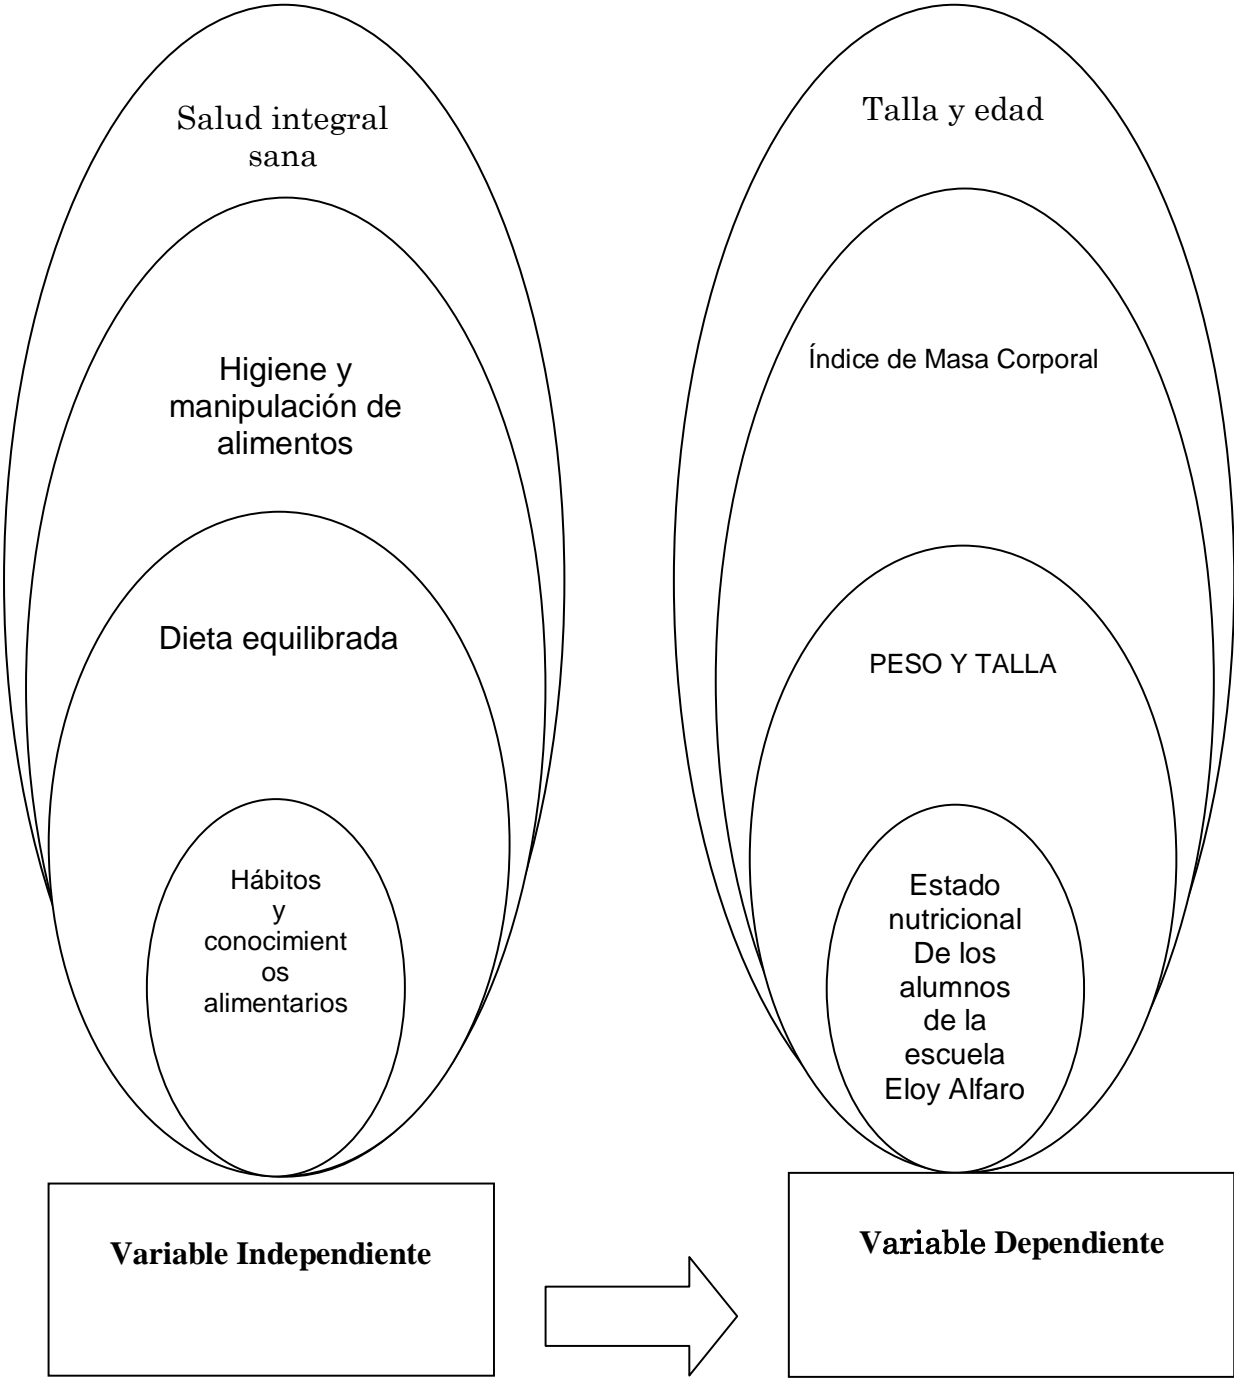 Salud integral
sana
Higiene y
manipulación de
alimentos
Dieta equilibrada
Hábitos
y
conocimient
os
alimentarios
Variable Independiente
Talla y edad
Índice de Masa Corporal
PESO Y TALLA
Estado
nutricional
De los
alumnos
de la
escuela
Eloy Alfaro
Variable Dependiente